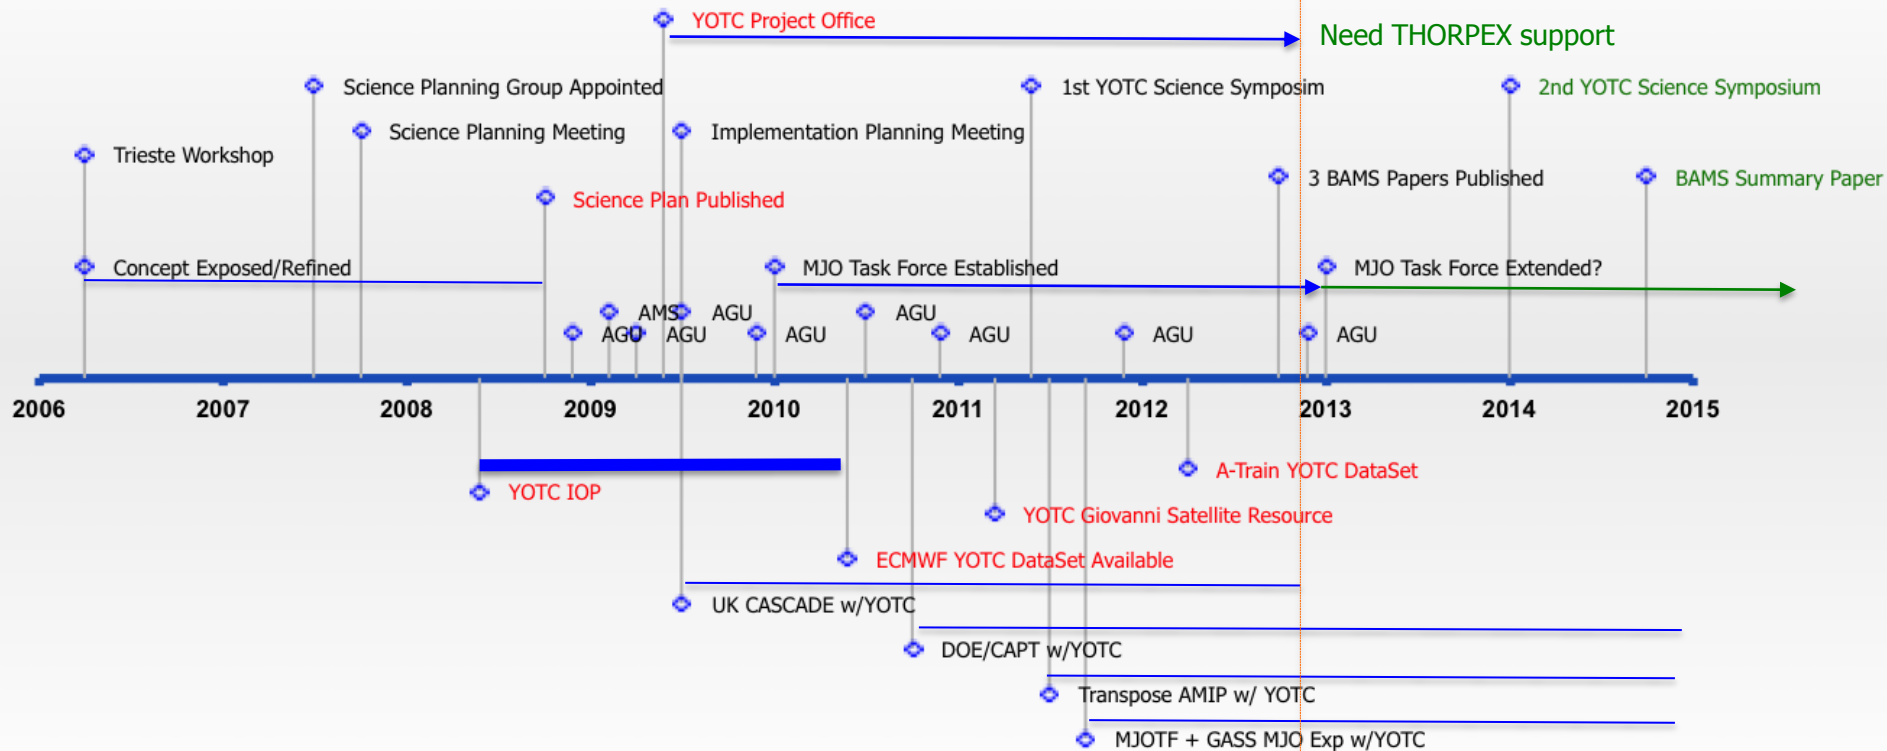 YOTC Project Office
Need THORPEX support
Science Planning Group Appointed
1st YOTC Science Symposim
2nd YOTC Science Symposium
Science Planning Meeting
Implementation Planning Meeting
Trieste Workshop
3 BAMS Papers Published
BAMS Summary Paper
Science Plan Published
Concept Exposed/Refined
MJO Task Force Established
MJO Task Force Extended?
AMS
AGU
AGU
AGU
AGU
AGU
AGU
AGU
AGU
2006
2007
2008
2009
2010
2011
2012
2013
2014
2015
A-Train YOTC DataSet
YOTC IOP
YOTC Giovanni Satellite Resource
ECMWF YOTC DataSet Available
UK CASCADE w/YOTC
DOE/CAPT w/YOTC
Transpose AMIP w/ YOTC
MJOTF + GASS MJO Exp w/YOTC